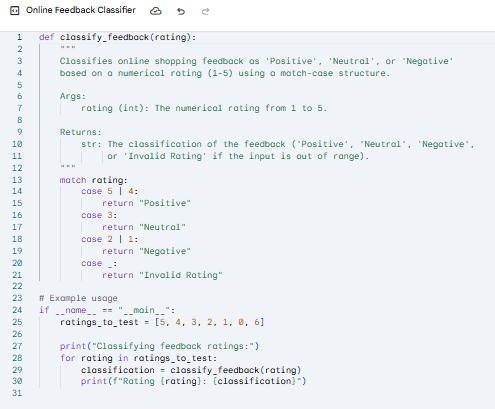 Online Feedback Classifier
1 def classify_feedback(rating):
2     """
3     Classifies online shopping feedback as 'Positive', 'Neutral', or 'Negative'
4     based on a numerical rating (1-5) using a match-case structure.
5
6     Args:
7         rating (int): The numerical rating from 1 to 5.
8
9     Returns:
10         str: The classification of the feedback ('Positive', 'Neutral', 'Negative',
11              or 'Invalid Rating' if the input is out of range).
12     """
13     match rating:
14         case 5 | 4:
15             return "Positive"
16         case 3:
17             return "Neutral"
18         case 2 | 1:
19             return "Negative"
20         case _:
21             return "Invalid Rating"
22
23 # Example usage
24 if __name__ == "__main__":
25     ratings_to_test = [5, 4, 3, 2, 1, 0, 6]
26
27     print("Classifying feedback ratings:")
28     for rating in ratings_to_test:
29         classification = classify_feedback(rating)
30         print(f"Rating {rating}: {classification}")
31